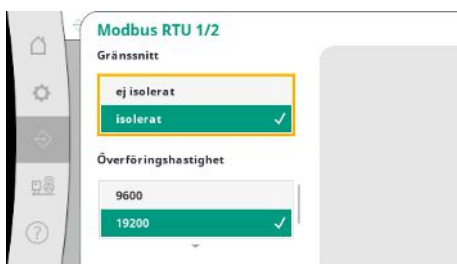 Modbus RTU 1/2
Gränssnitt
ej isolerat
isolerat
Överföringshastighet
9600
19200